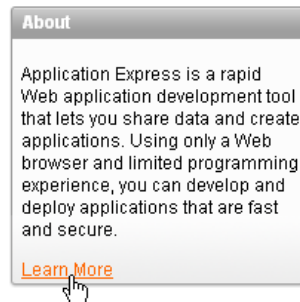 About
Application Express is a rapid
Web application development tool
that lets you share data and create
applications. Using only a Web
browser and limited programming
experience, you can develop and
deploy applications that are fast
and secure.
Learn More